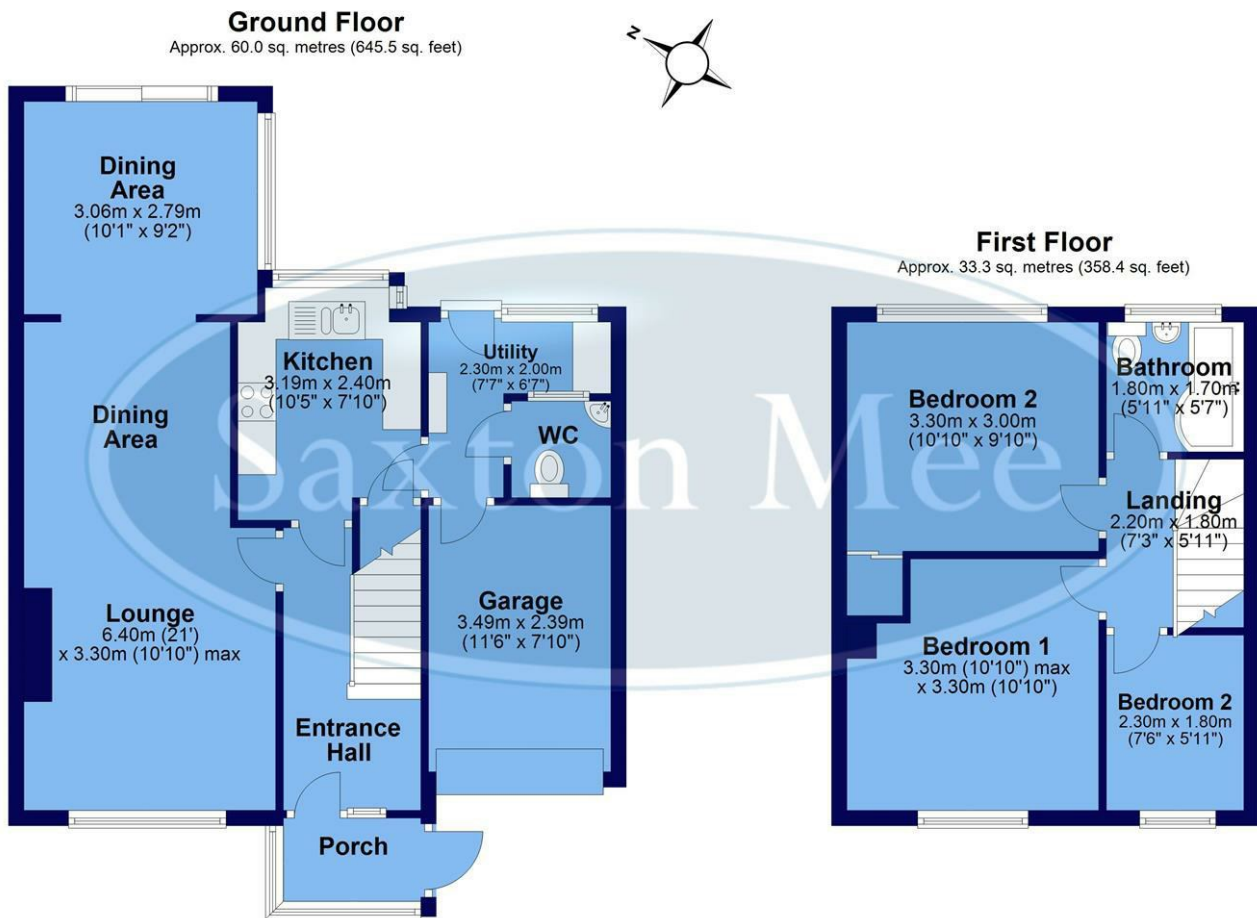 Ground Floor
Approx. 60.0 sq. metres (645.5 sq. feet)
N
Dining
Area
3.06m x 2.79m
(10'1" x 9'2")
Kitchen
3.19m x 2.40m
(10'5" x 7'10")
Utility
2.30m x 2.00m
(7'7" x 6'7")
WC
Dining
Area
Lounge
6.40m (21')
x 3.30m (10'10") max
Garage
3.49m x 2.39m
(11'6" x 7'10")
Entrance
Hall
Porch
First Floor
Approx. 33.3 sq. metres (358.4 sq. feet)
Bedroom 2
3.30m x 3.00m
(10'10" x 9'10")
Bathroom
1.80m x 1.70m
(5'11" x 5'7")
Landing
2.20m x 1.80m
(7'3" x 5'11")
Bedroom 1
3.30m (10'10") max
x 3.30m (10'10")
Bedroom 2
2.30m x 1.80m
(7'6" x 5'11")
Saxton Mee